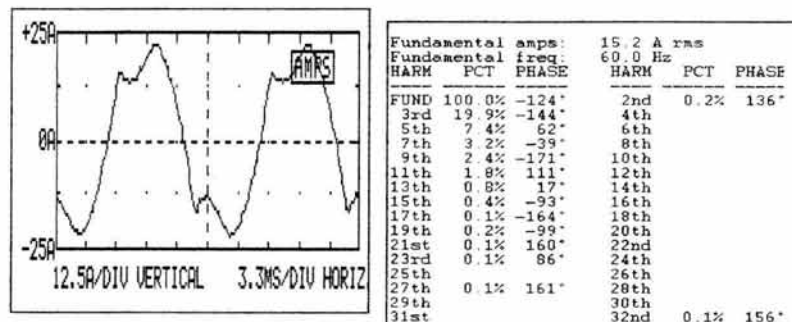 +25A
AMPS
0A
-25A
12.5A/DIV VERTICAL 3.3MS/DIV HORIZ
Fundamental amps: 15.2 A rms
Fundamental freq: 60.0 Hz
HARM PCT PHASE HARM PCT PHASE
FUND 100.0% -124° 2nd 0.2% 136°
3rd 19.9% -144° 4th
5th 7.4% 62° 6th
7th 3.2% -39° 8th
9th 2.4% -171° 10th
11th 1.8% 111° 12th
13th 0.8% 17° 14th
15th 0.4% -93° 16th
17th 0.1% -164° 18th
19th 0.2% -99° 20th
21st 0.1% 160° 22nd
23rd 0.1% 86° 24th
25th 26th
27th 0.1% 161° 28th
29th 30th
31st 32nd 0.1% 156°